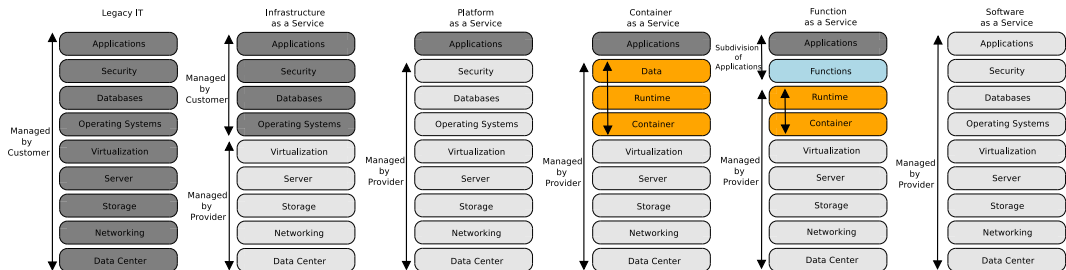 Legacy IT
Applications
Security
Databases
Operating Systems
Virtualization
Server
Storage
Networking
Data Center
Managed
by
Customer
Infrastructure
as a Service
Applications
Security
Databases
Operating Systems
Virtualization
Server
Storage
Networking
Data Center
Managed
by
Customer
Managed
by
Provider
Platform
as a Service
Applications
Security
Databases
Operating Systems
Virtualization
Server
Storage
Networking
Data Center
Managed
by
Provider
Container
as a Service
Applications
Data
Runtime
Container
Virtualization
Server
Storage
Networking
Data Center
Managed
by
Provider
Function
as a Service
Applications
Functions
Runtime
Container
Virtualization
Server
Storage
Networking
Data Center
Subdivision
of
Applications
Managed
by
Provider
Software
as a Service
Applications
Security
Databases
Operating Systems
Virtualization
Server
Storage
Networking
Data Center